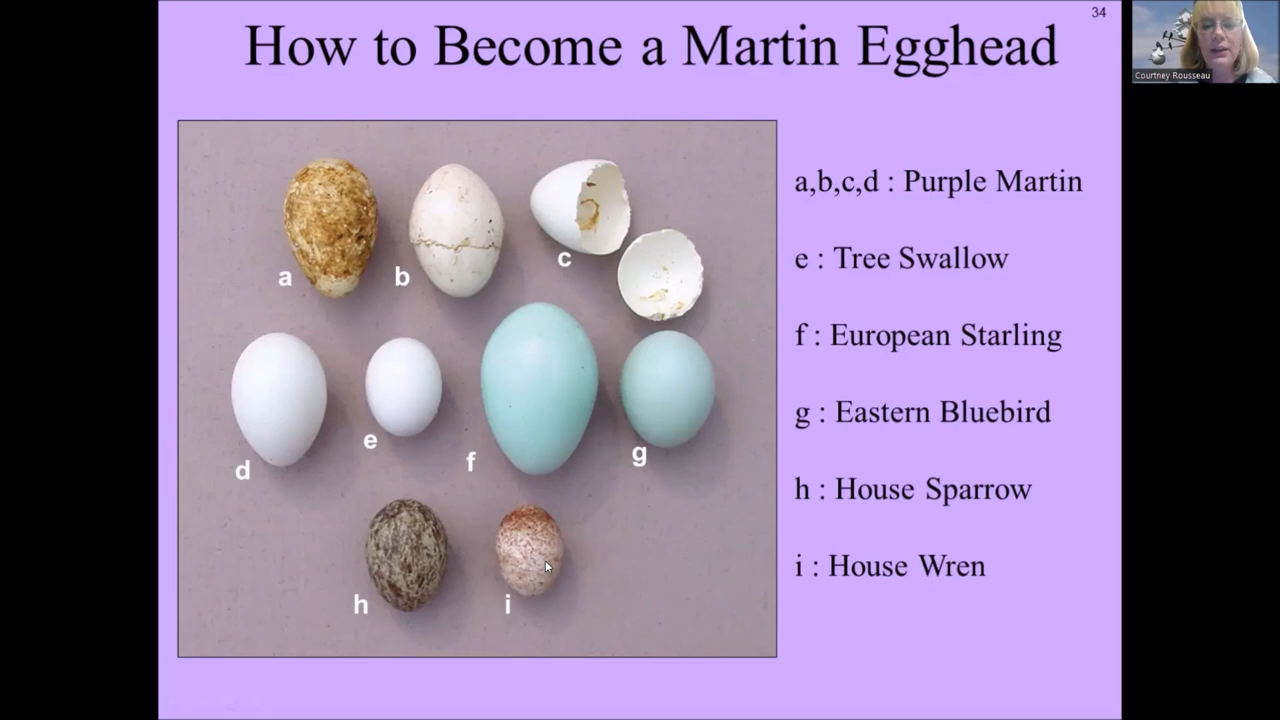 34
How to Become a Martin Egghead
Courtney Rousseau
a
b
c
d
e
f
g
h
i
a,b,c,d : Purple Martin
e : Tree Swallow
f : European Starling
g : Eastern Bluebird
h : House Sparrow
i : House Wren